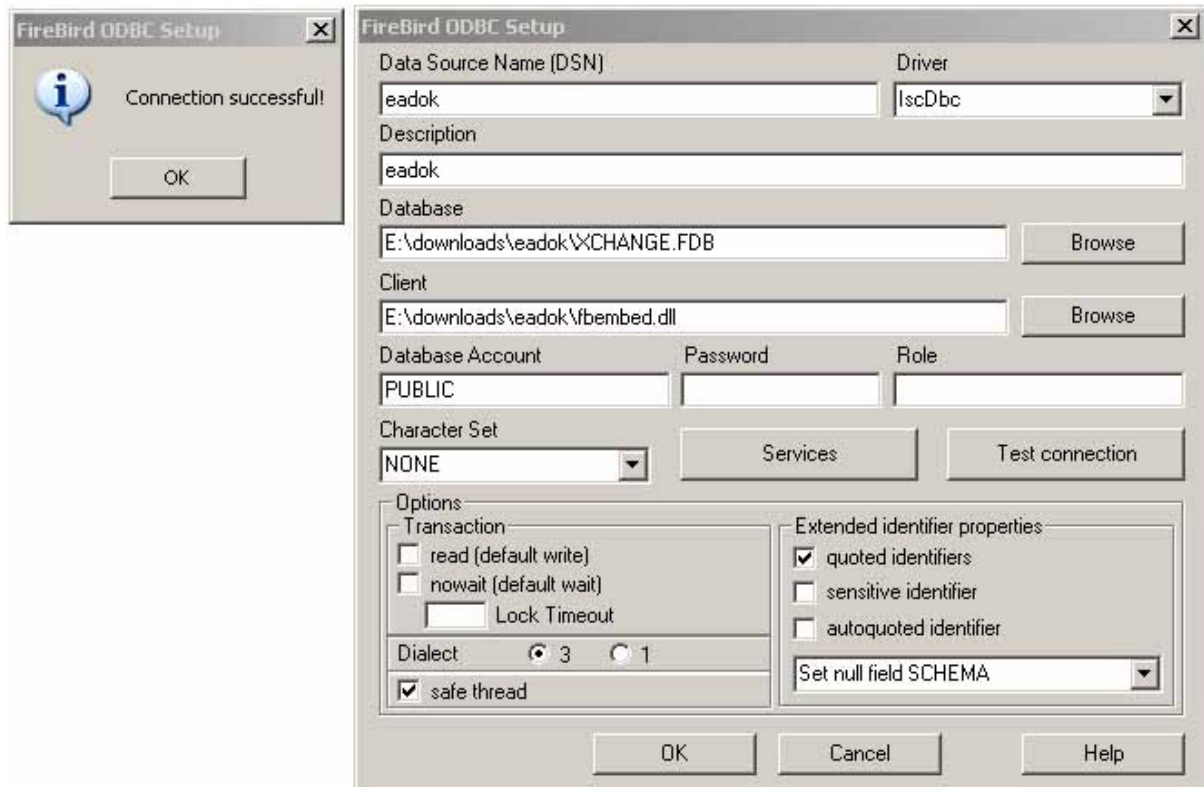 FireBird ODBC Setup
Connection successful!
OK
FireBird ODBC Setup
Data Source Name (DSN) Driver
eadok IscDbc
Description
eadok
Database
E:\downloads\eadok\XCHANGE.FDB Browse
Client
E:\downloads\eadok\fbembed.dll Browse
Database Account Password Role
PUBLIC
Character Set
NONE Services Test connection
Options
Transaction Extended identifier properties
read (default write) quoted identifiers
nowait (default wait) sensitive identifier
Lock Timeout autoquoted identifier
Dialect 3 1 Set null field SCHEMA
safe thread
OK Cancel Help